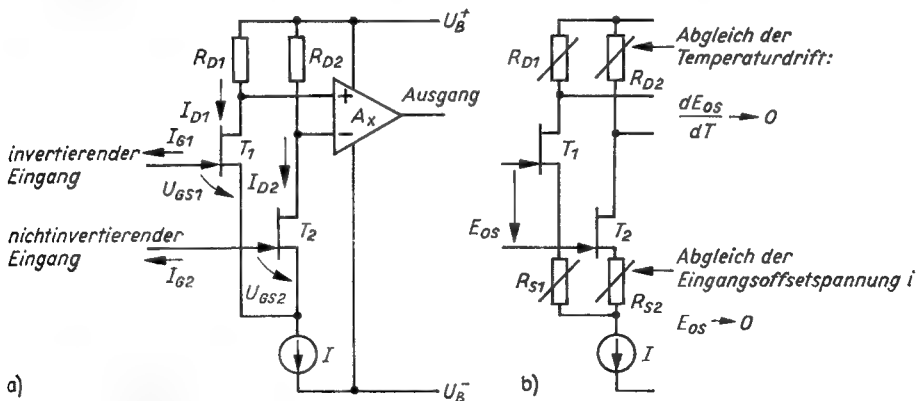 U_B^+
R_D1
R_D2
I_D1
I_G1
invertierender
Eingang
T_1
U_GS1
I_D2
+
−
A_x
Ausgang
nichtinvertierender
Eingang
I_G2
T_2
U_GS2
I
U_B^-
a)
R_D1
R_D2
Abgleich der
Temperaturdrift:
dE_os/dT → 0
T_1
E_os
T_2
R_S1
R_S2
Abgleich der
Eingangsoffsetspannung i
E_os → 0
I
b)